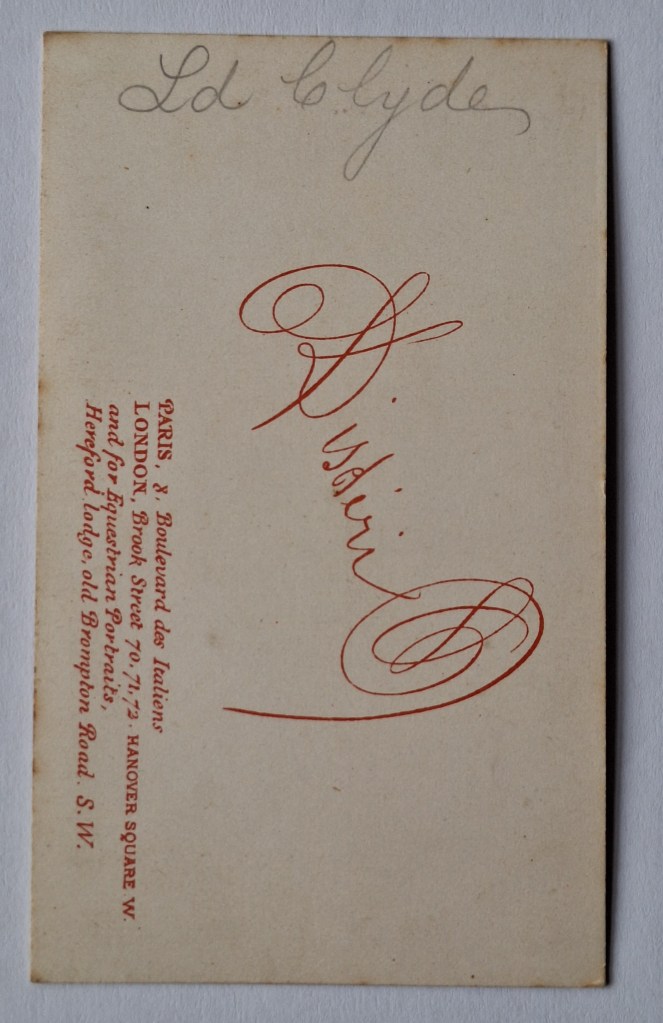 Ld Clyde
Disdéri
PARIS, 8, Boulevard des Italiens
LONDON, Brook Street 70, 71, 72. HANOVER SQUARE W.
and for Equestrian Portraits,
Hereford lodge, old Brompton Road. S.W.